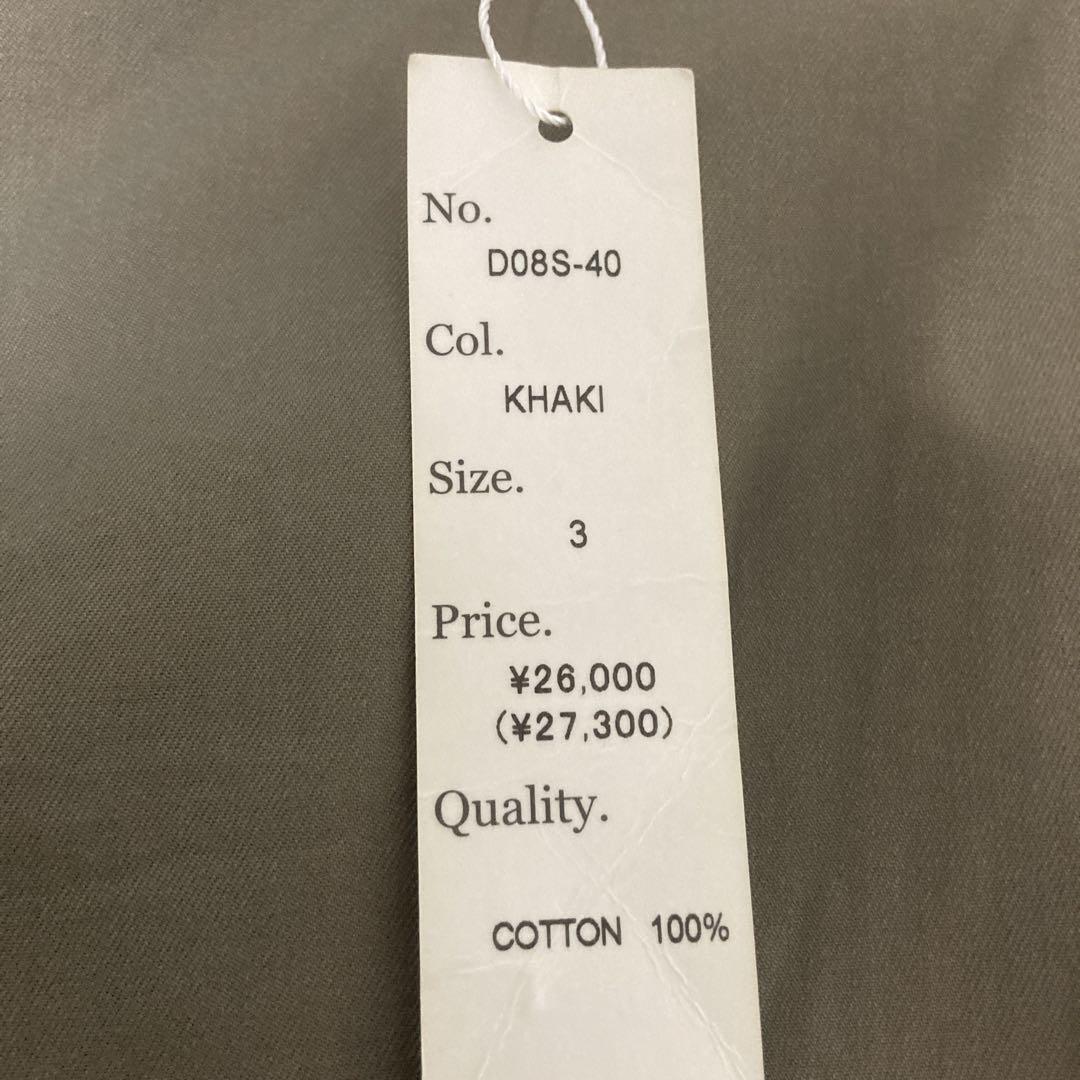 No.
D08S-40
Col.
KHAKI
Size.
3
Price.
¥26,000
(¥27,300)
Quality.
COTTON 100%